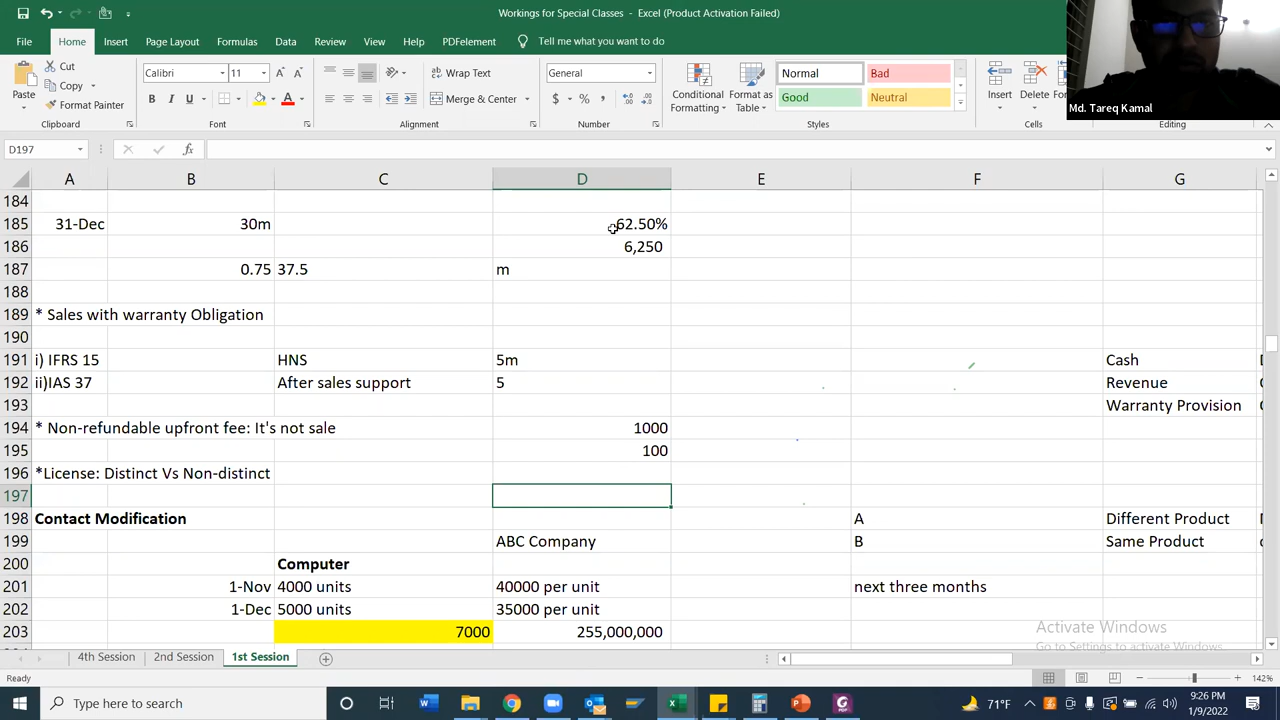 Workings for Special Classes - Excel (Product Activation Failed)
File Home Insert Page Layout Formulas Data Review View Help PDFelement Tell me what you want to do
Paste Cut Copy Format Painter
Clipboard
Calibri 11
B I U
Font
Wrap Text
Merge & Center
Alignment
General
$ % ,
Number
Conditional Formatting Format as Table
Normal Bad
Good Neutral
Styles
Insert Delete
Cells
Editing
Md. Tareq Kamal
D197 fx
A B C D E F G
184
185 31-Dec 30m 62.50%
186 6,250
187 0.75 37.5 m
188
189 * Sales with warranty Obligation
190
191 i) IFRS 15 HNS 5m Cash
192 ii)IAS 37 After sales support 5 Revenue
193 Warranty Provision
194 * Non-refundable upfront fee: It's not sale 1000
195 100
196 *License: Distinct Vs Non-distinct
197
198 Contact Modification A Different Product
199 ABC Company B Same Product
200 Computer
201 1-Nov 4000 units 40000 per unit next three months
202 1-Dec 5000 units 35000 per unit
203 7000 255,000,000
Activate Windows
Go to Settings to activate Windows.
4th Session 2nd Session 1st Session
Ready 142%
Type here to search
71°F
9:26 PM
1/9/2022